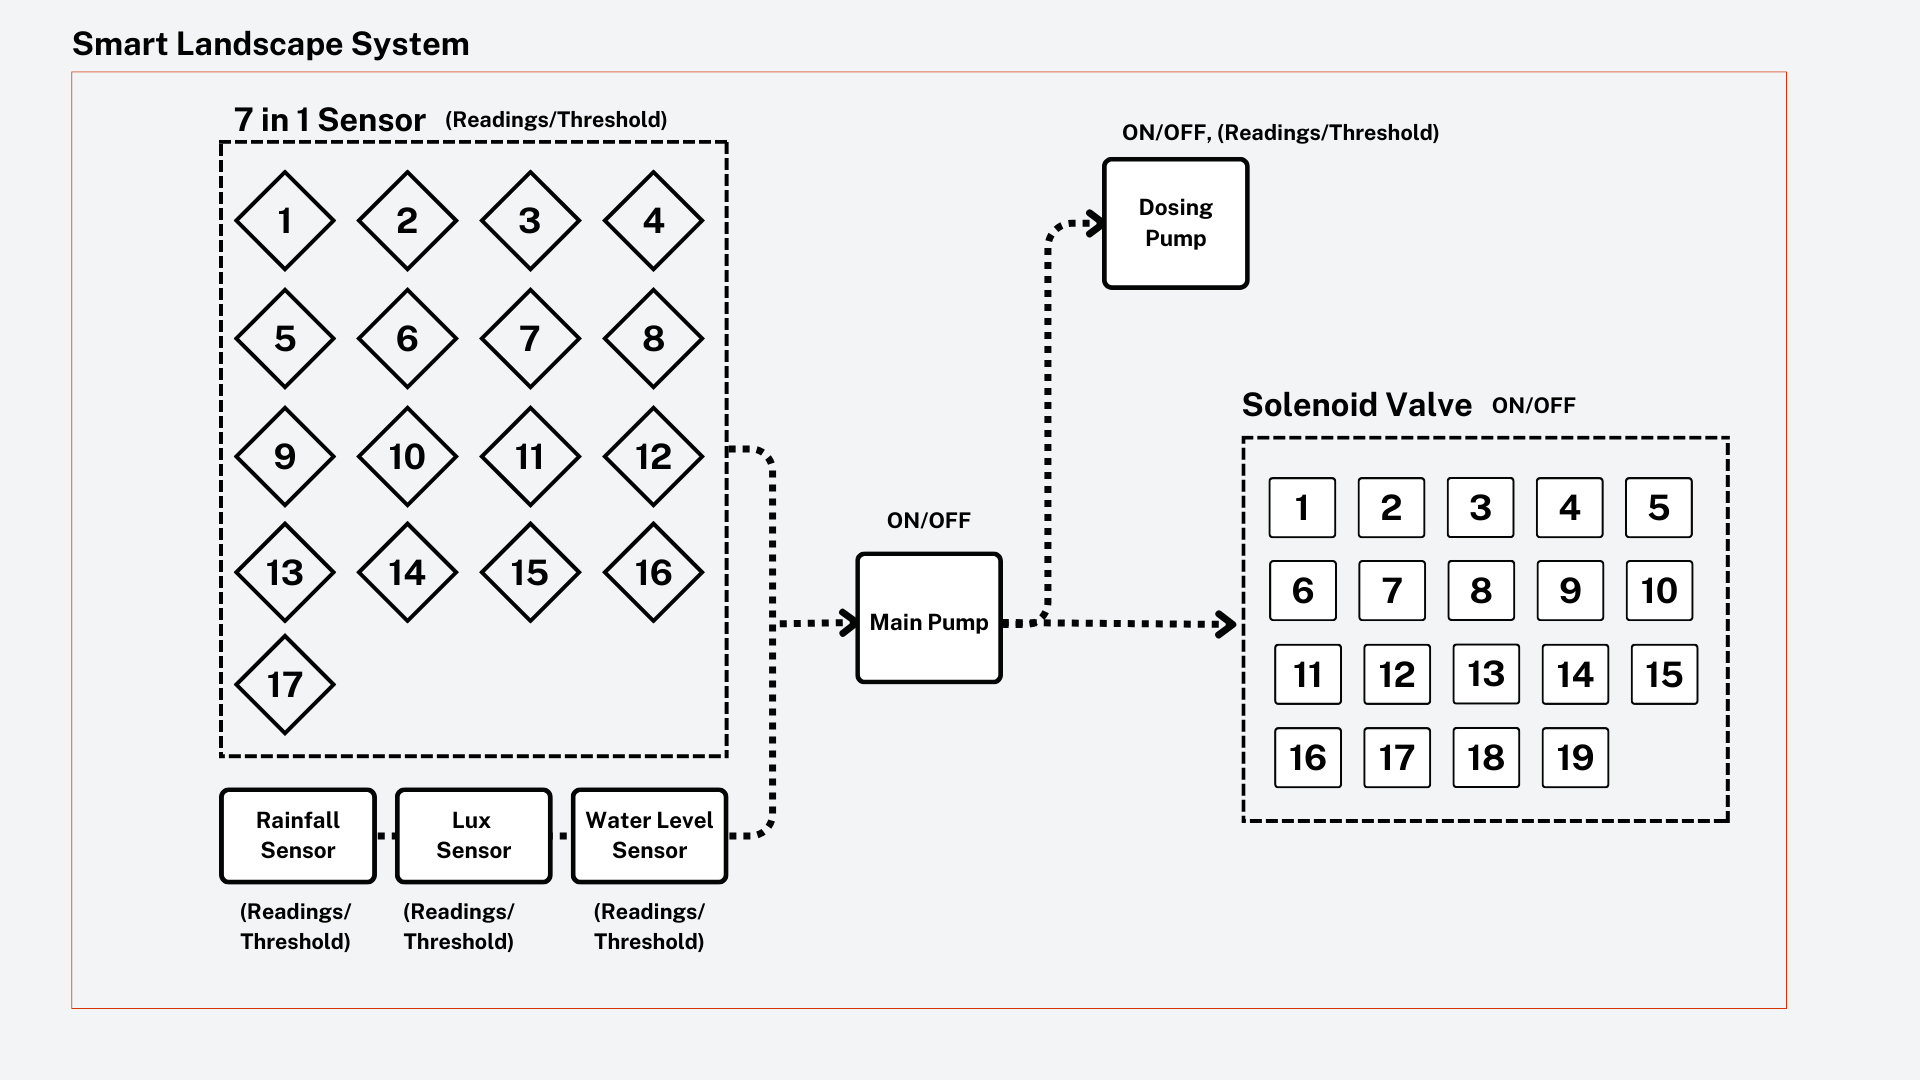 Smart Landscape System
7 in 1 Sensor (Readings/Threshold)
1 2 3 4
5 6 7 8
9 10 11 12
13 14 15 16
17
Rainfall
Sensor
(Readings/
Threshold)
Lux
Sensor
(Readings/
Threshold)
Water Level
Sensor
(Readings/
Threshold)
ON/OFF
Main Pump
ON/OFF, (Readings/Threshold)
Dosing
Pump
Solenoid Valve ON/OFF
1 2 3 4 5
6 7 8 9 10
11 12 13 14 15
16 17 18 19